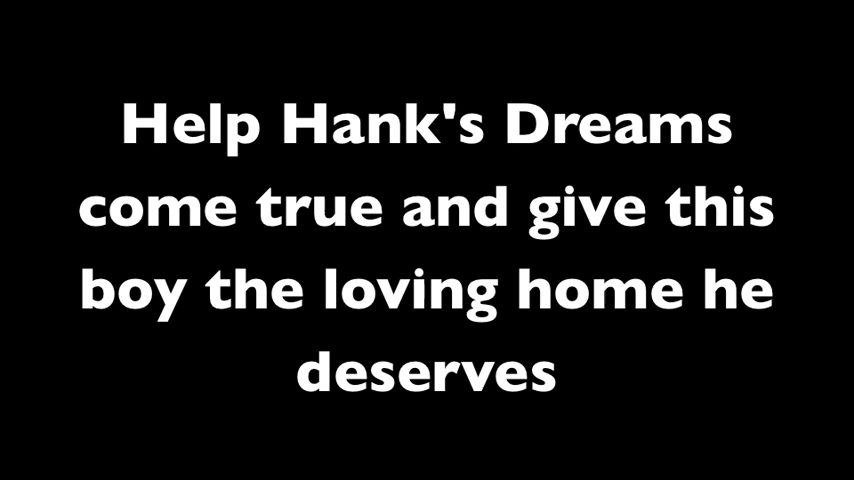 Help Hank's Dreams
come true and give this
boy the loving home he
deserves